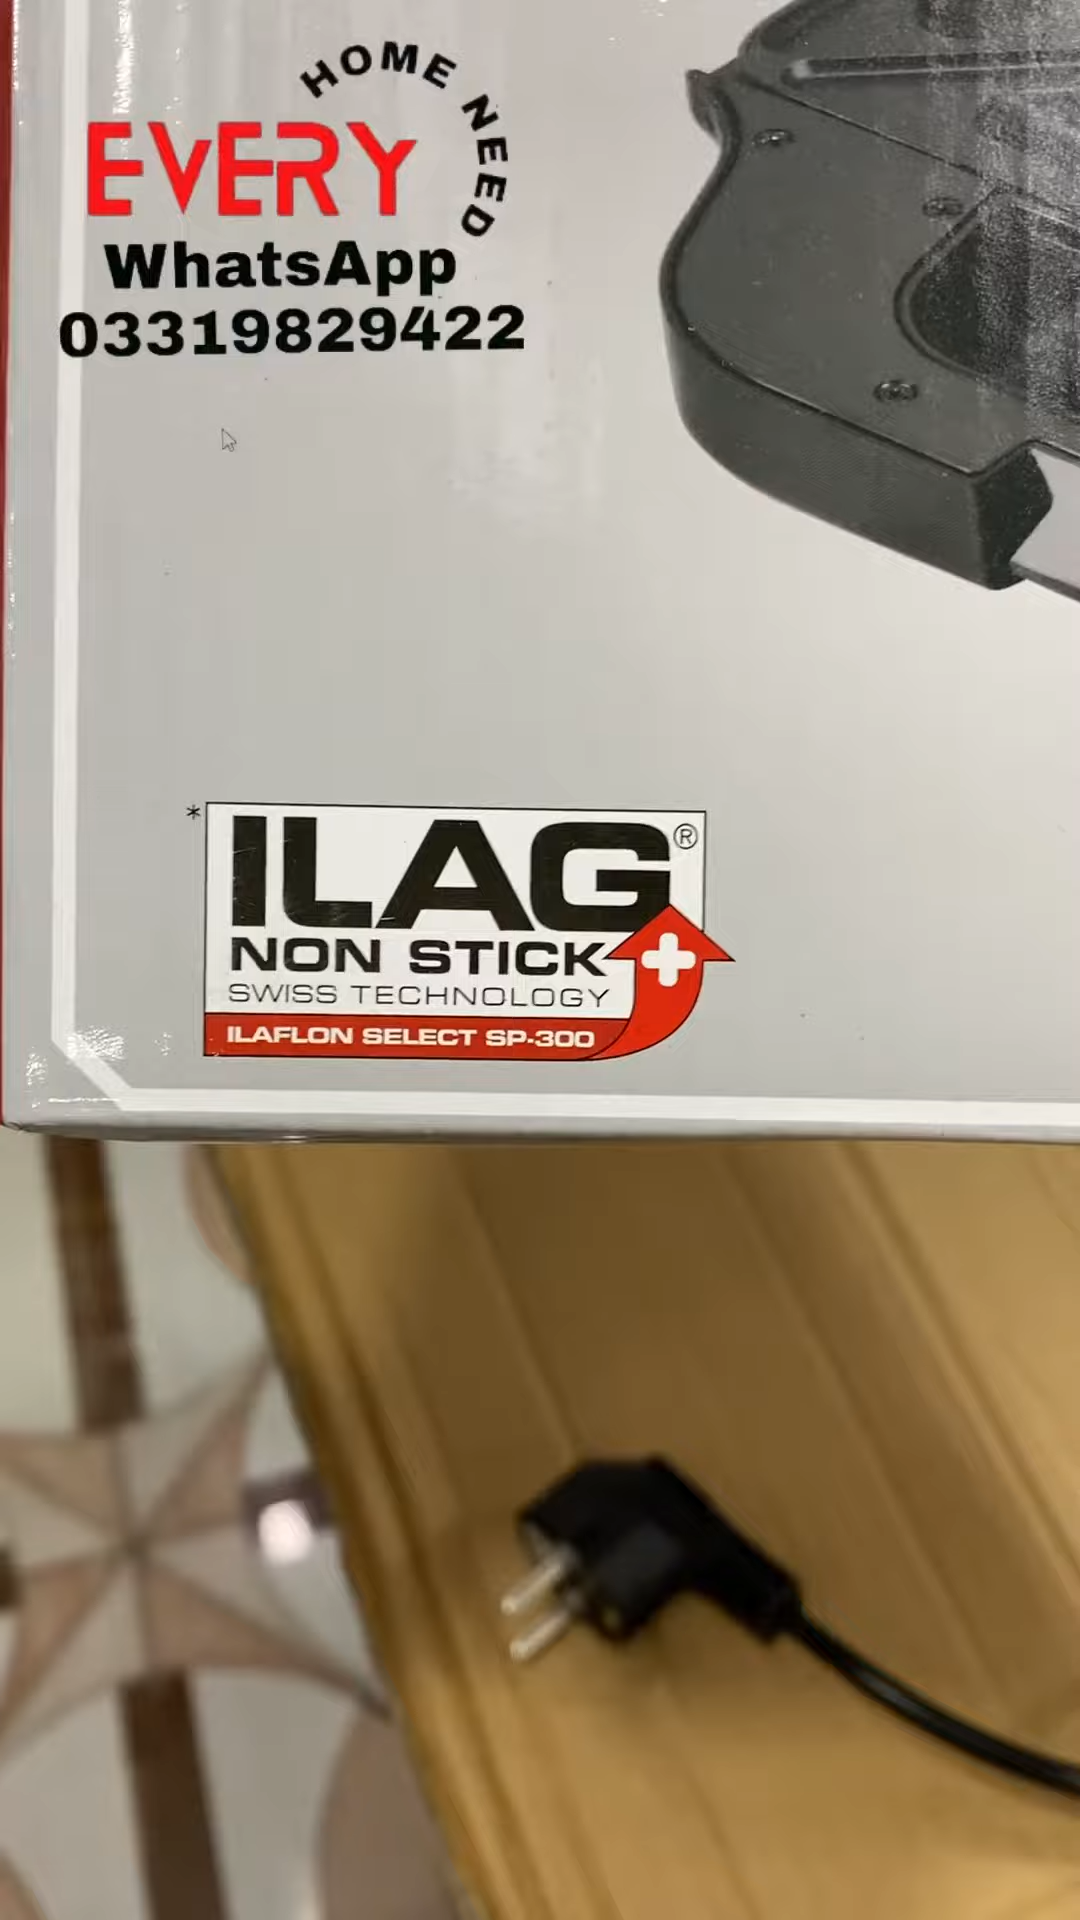 HOME NEED
EVERY
WhatsApp
03319829422
*
ILAG®
NON STICK
SWISS TECHNOLOGY
ILAFLON SELECT SP-300